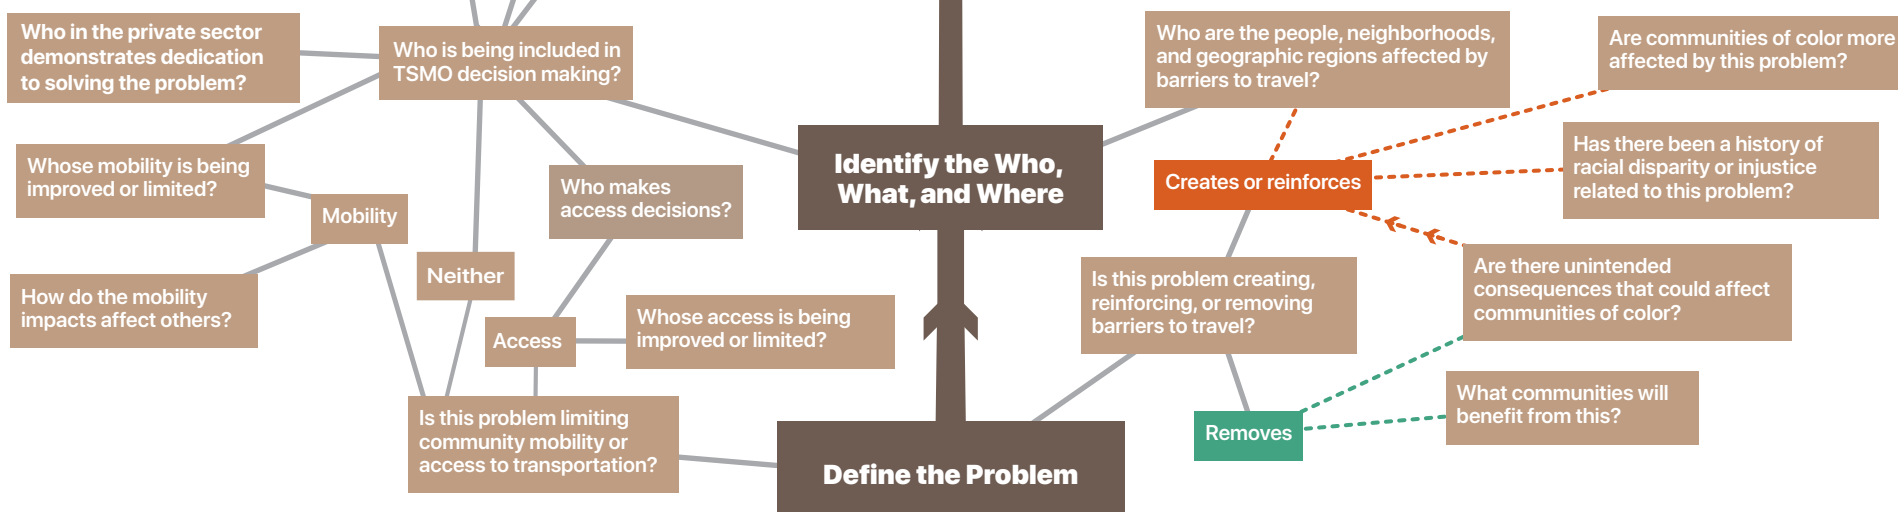 Who in the private sector
demonstrates dedication
to solving the problem?
Who is being included in
TSMO decision making?
Who are the people, neighborhoods,
and geographic regions affected by
barriers to travel?
Are communities of color more
affected by this problem?
Identify the Who,
What, and Where
Whose mobility is being
improved or limited?
Who makes
access decisions?
Creates or reinforces
Has there been a history of
racial disparity or injustice
related to this problem?
Mobility
Neither
How do the mobility
impacts affect others?
Is this problem creating,
reinforcing, or removing
barriers to travel?
Are there unintended
consequences that could affect
communities of color?
Access
Whose access is being
improved or limited?
Is this problem limiting
community mobility or
access to transportation?
Define the Problem
Removes
What communities will
benefit from this?